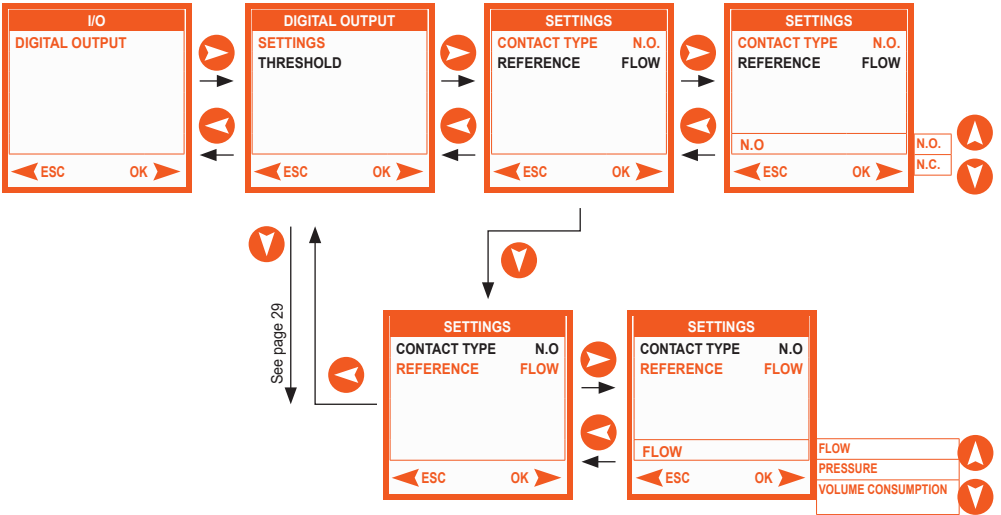 I/O
DIGITAL OUTPUT
ESC OK
DIGITAL OUTPUT
SETTINGS
THRESHOLD
ESC OK
SETTINGS
CONTACT TYPE N.O.
REFERENCE FLOW
ESC OK
SETTINGS
CONTACT TYPE N.O.
REFERENCE FLOW
N.O
ESC OK
N.O.
N.C.
See page 29
SETTINGS
CONTACT TYPE N.O
REFERENCE FLOW
ESC OK
SETTINGS
CONTACT TYPE N.O
REFERENCE FLOW
FLOW
ESC OK
FLOW
PRESSURE
VOLUME CONSUMPTION